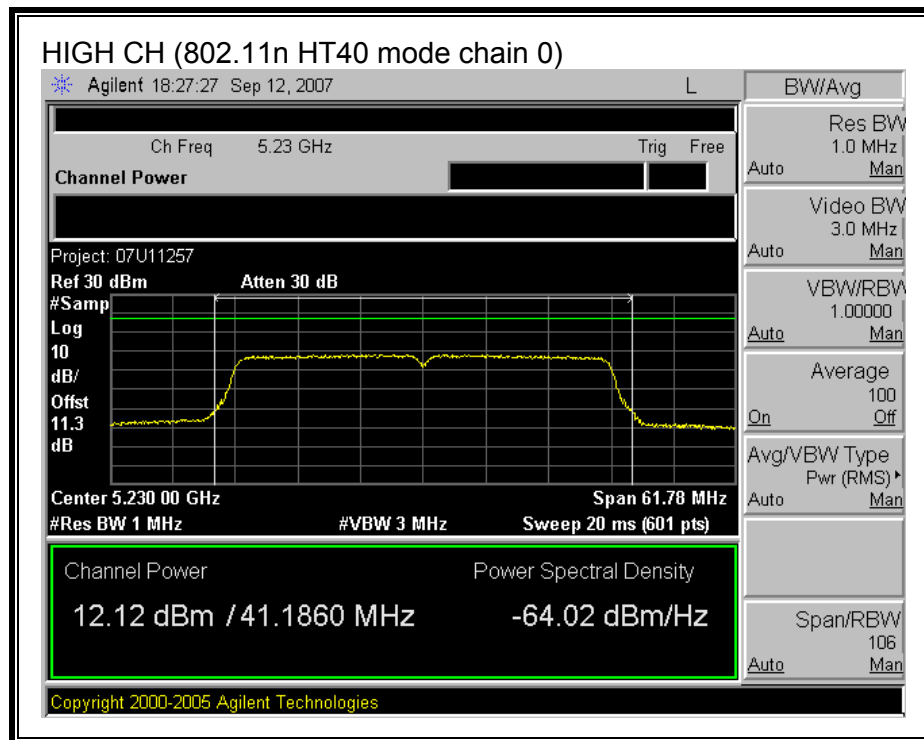 HIGH CH (802.11n HT40 mode chain 0)
Agilent 18:27:27 Sep 12, 2007 L
Ch Freq 5.23 GHz Trig Free
Channel Power
Project: 07U11257
Ref 30 dBm Atten 30 dB
#Samp
Log
10
dB/
Offst
11.3
dB
Center 5.230 00 GHz Span 61.78 MHz
#Res BW 1 MHz #VBW 3 MHz Sweep 20 ms (601 pts)
Channel Power Power Spectral Density
12.12 dBm / 41.1860 MHz -64.02 dBm/Hz
Copyright 2000-2005 Agilent Technologies
BW/Avg
Res BW
1.0 MHz
Auto Man
Video BW
3.0 MHz
Auto Man
VBW/RBW
1.00000
Auto Man
Average
100
On Off
Avg/VBW Type
Pwr (RMS)
Auto Man
Span/RBW
106
Auto Man